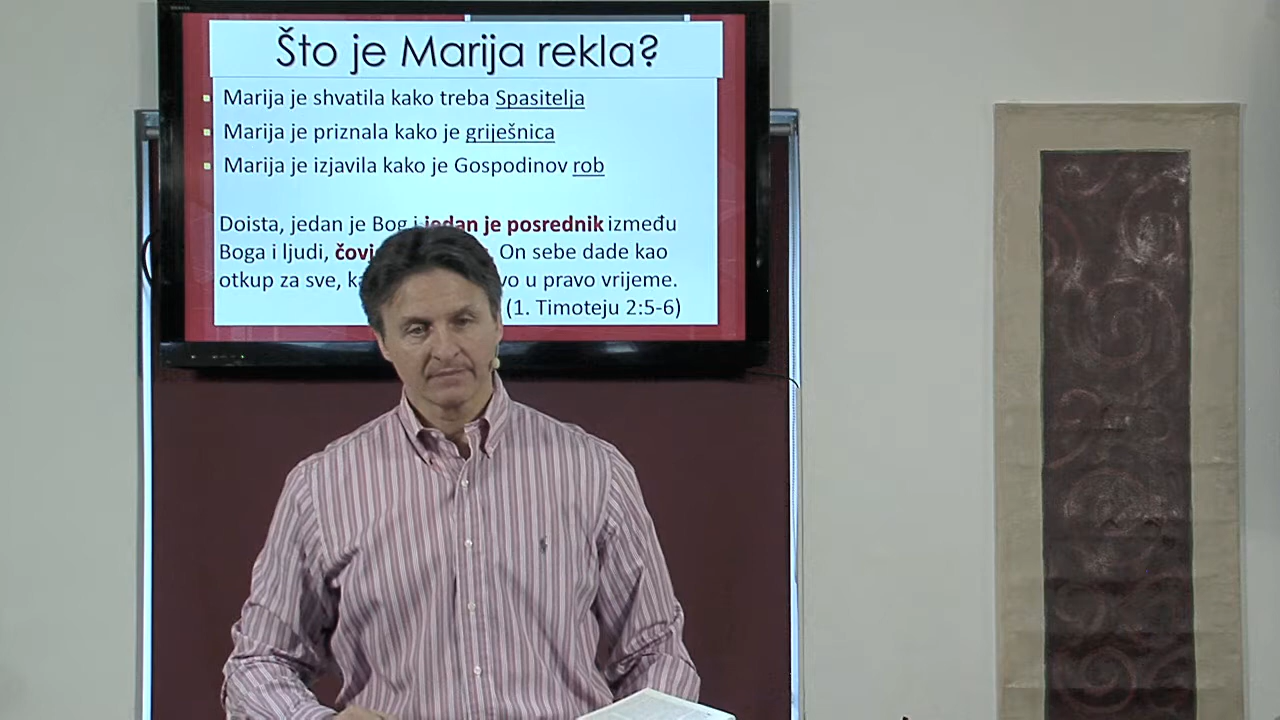 Što je Marija rekla?
Marija je shvatila kako treba Spasitelja
Marija je priznala kako je griješnica
Marija je izjavila kako je Gospodinov rob
Doista, jedan je Bog i jedan je posrednik između
Boga i ljudi, On sebe dade kao
otkup za sve, u pravo vrijeme.
(1. Timoteju 2:5-6)